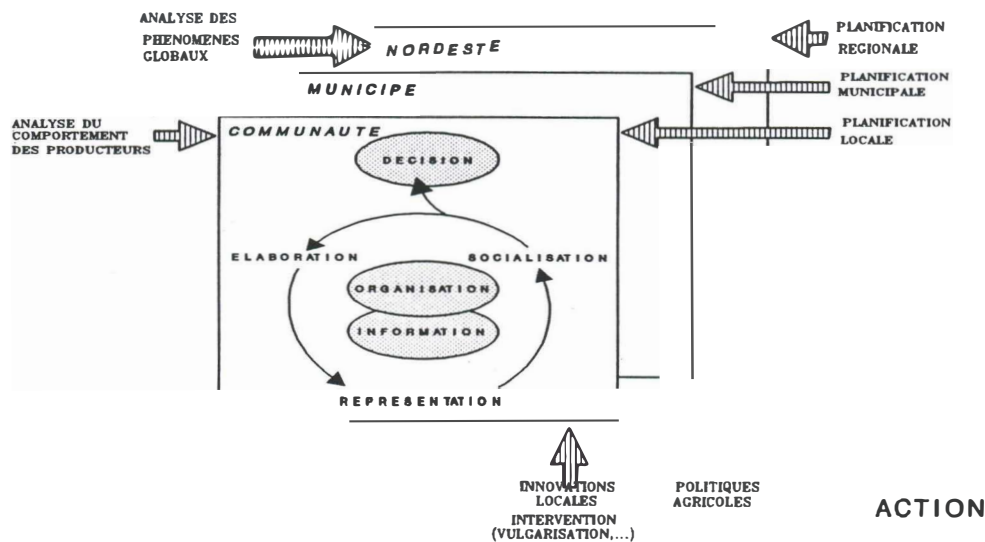 ANALYSE DES
PHENOMENES
GLOBAUX
NORDESTE
PLANIFICATION
REGIONALE
MUNICIPE
PLANIFICATION
MUNICIPALE
ANALYSE DU
COMPORTEMENT
DES PRODUCTEURS
COMMUNAUTE
PLANIFICATION
LOCALE
DECISION
ELABORATION
SOCIALISATION
ORGANISATION
INFORMATION
REPRESENTATION
INNOVATIONS
LOCALES
INTERVENTION
(VULGARISATION,...)
POLITIQUES
AGRICOLES
ACTION